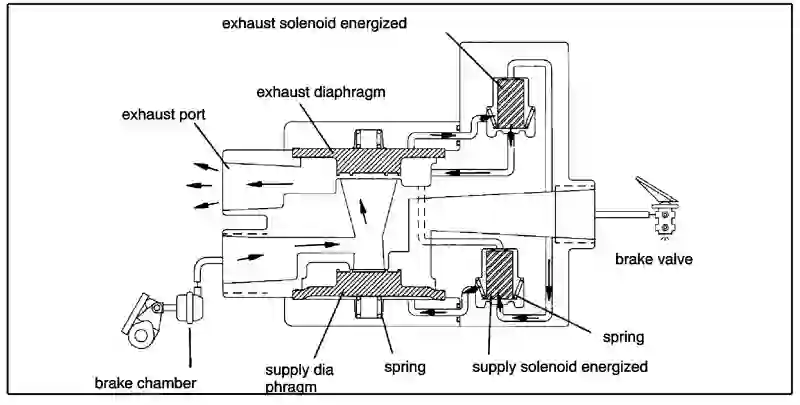 exhaust solenoid energized
exhaust diaphragm
exhaust port
brake valve
spring
supply solenoid energized
spring
supply dia
phragm
brake chamber